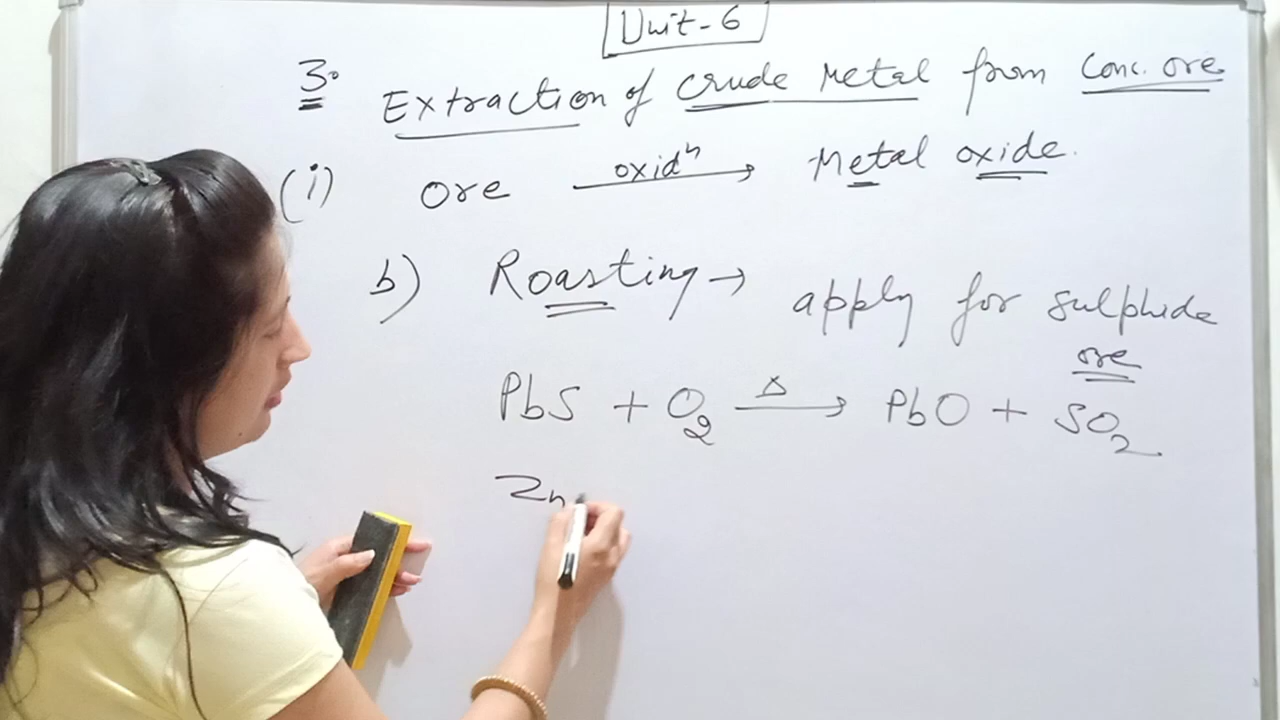 Unit-6
3. Extraction of crude Metal from Conc. ore
(i) ore oxidⁿ → Metal oxide.
b) Roasting → apply for sulphide
ore
PbS + O₂ Δ → PbO + SO₂
Zn